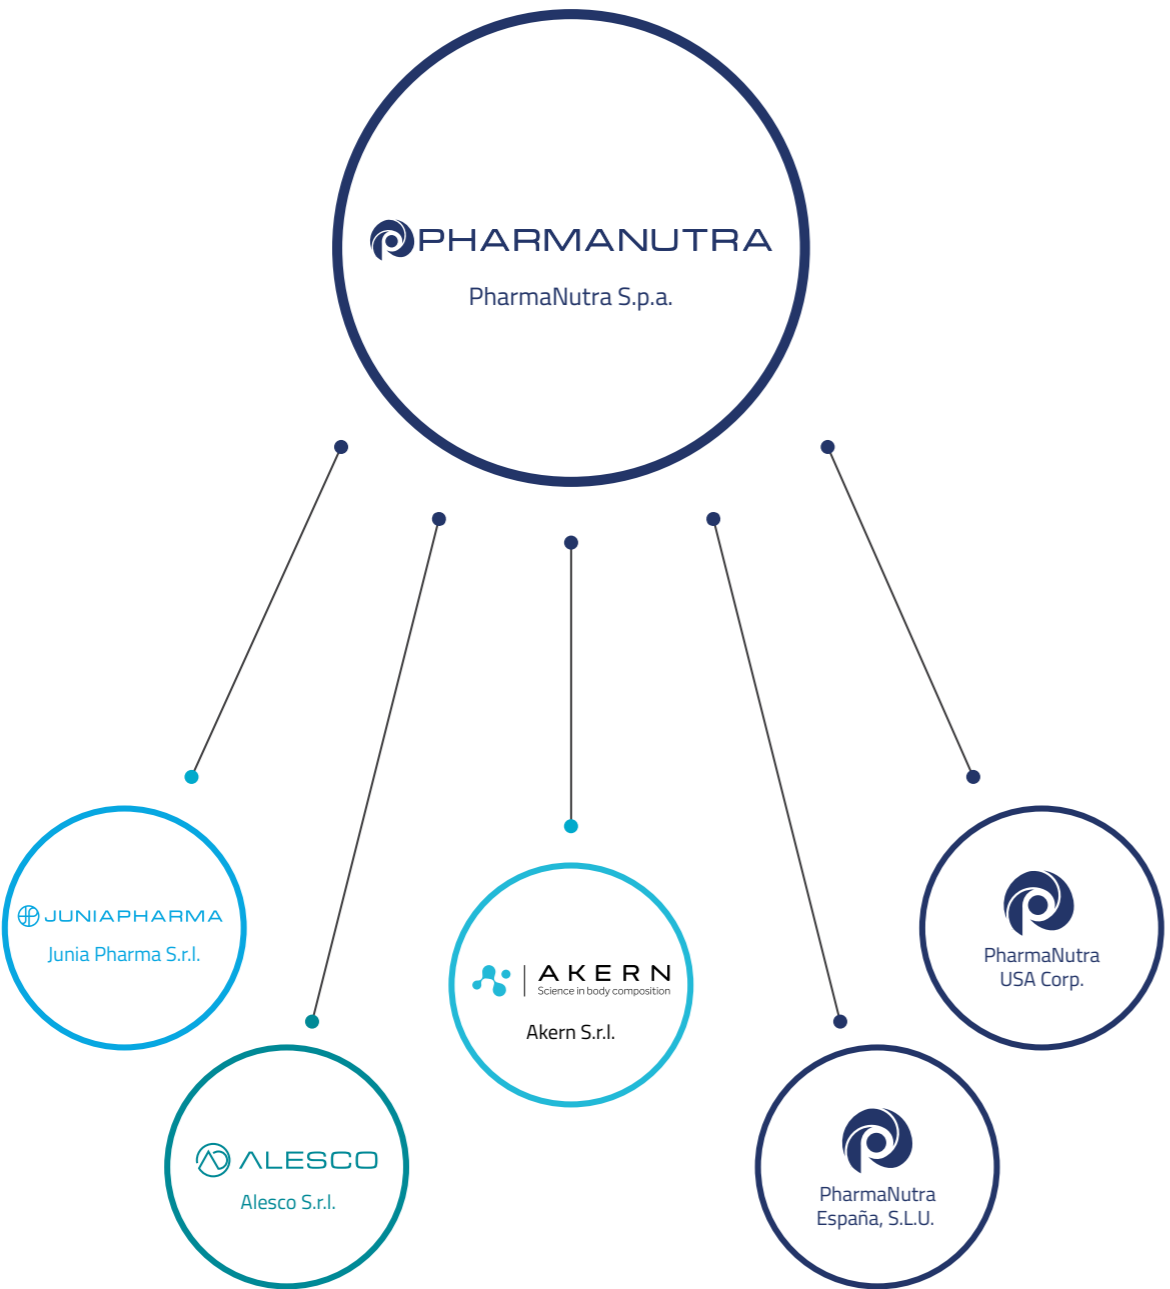 PHARMANUTRA
PharmaNutra S.p.a.
JUNIAPHARMA
Junia Pharma S.r.l.
ALESCO
Alesco S.r.l.
AKERN
Science in body composition
Akern S.r.l.
PharmaNutra
España, S.L.U.
PharmaNutra
USA Corp.